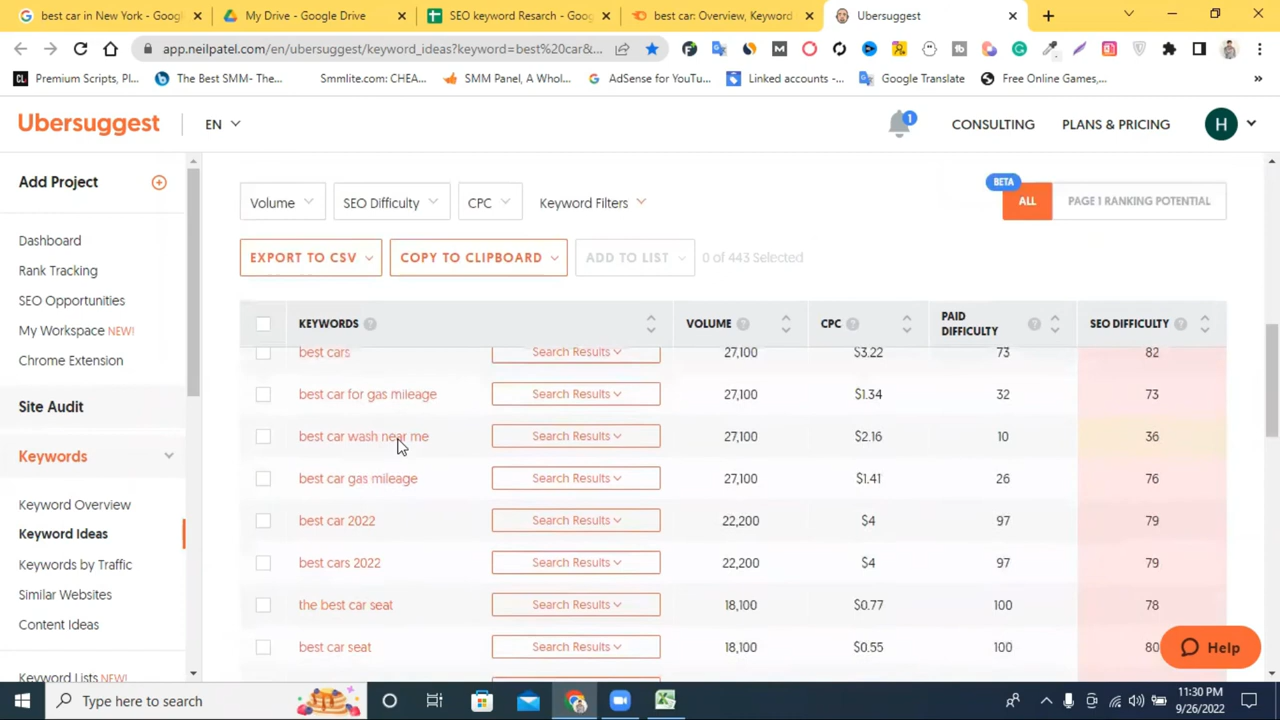 best car in New York - Googl
My Drive - Google Drive
SEO keyword Resarch - Goog
best car: Overview, Keyword
Ubersuggest
app.neilpatel.com/en/ubersuggest/keyword_ideas?keyword=best%20car&...
Premium Scripts, Pl...
The Best SMM- The...
Smmlite.com: CHEA...
SMM Panel, A Whol...
AdSense for YouTu...
Linked accounts -...
Google Translate
Free Online Games,...
Ubersuggest
EN
1
CONSULTING
PLANS & PRICING
H
Add Project
Dashboard
Rank Tracking
SEO Opportunities
My Workspace NEW!
Chrome Extension
Site Audit
Keywords
Keyword Overview
Keyword Ideas
Keywords by Traffic
Similar Websites
Content Ideas
Keyword Lists NEW!
Volume SEO Difficulty CPC Keyword Filters
BETA
ALL PAGE 1 RANKING POTENTIAL
EXPORT TO CSV COPY TO CLIPBOARD ADD TO LIST 0 of 443 Selected
KEYWORDS VOLUME CPC PAID DIFFICULTY SEO DIFFICULTY
best cars Search Results 27,100 $3.22 73 82
best car for gas mileage Search Results 27,100 $1.34 32 73
best car wash near me Search Results 27,100 $2.16 10 36
best car gas mileage Search Results 27,100 $1.41 26 76
best car 2022 Search Results 22,200 $4 97 79
best cars 2022 Search Results 22,200 $4 97 79
the best car seat Search Results 18,100 $0.77 100 78
best car seat Search Results 18,100 $0.55 100 80
Help
Type here to search
11:30 PM
9/26/2022